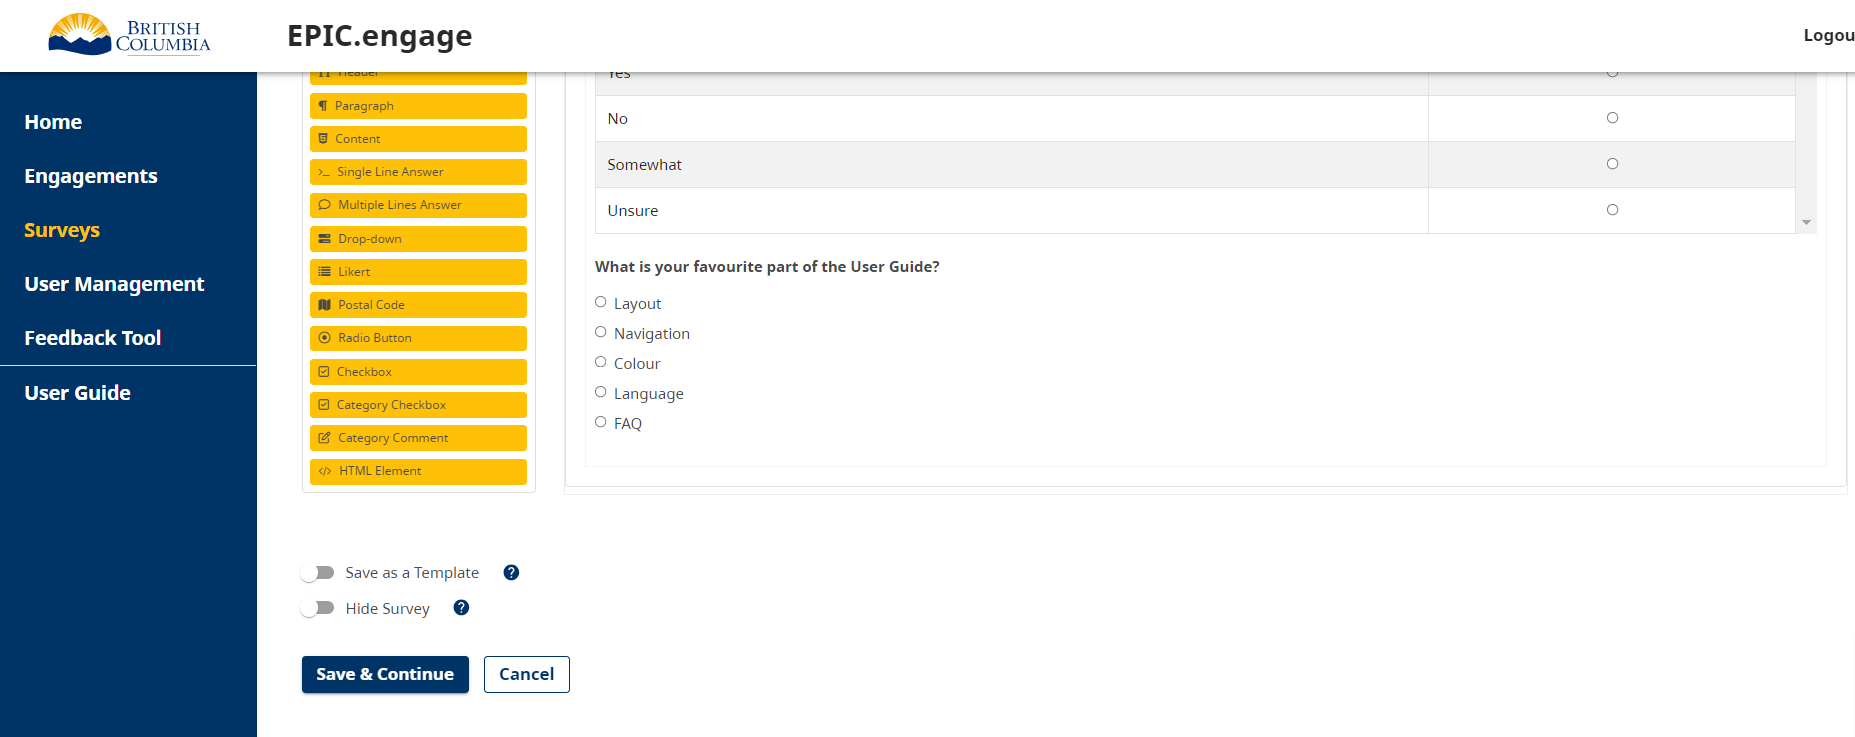 BRITISH
COLUMBIA
EPIC.engage
Logou
Home
Engagements
Surveys
User Management
Feedback Tool
User Guide
Header
Paragraph
Content
Single Line Answer
Multiple Lines Answer
Drop-down
Likert
Postal Code
Radio Button
Checkbox
Category Checkbox
Category Comment
HTML Element
Yes
No
Somewhat
Unsure
What is your favourite part of the User Guide?
Layout
Navigation
Colour
Language
FAQ
Save as a Template
Hide Survey
Save & Continue
Cancel